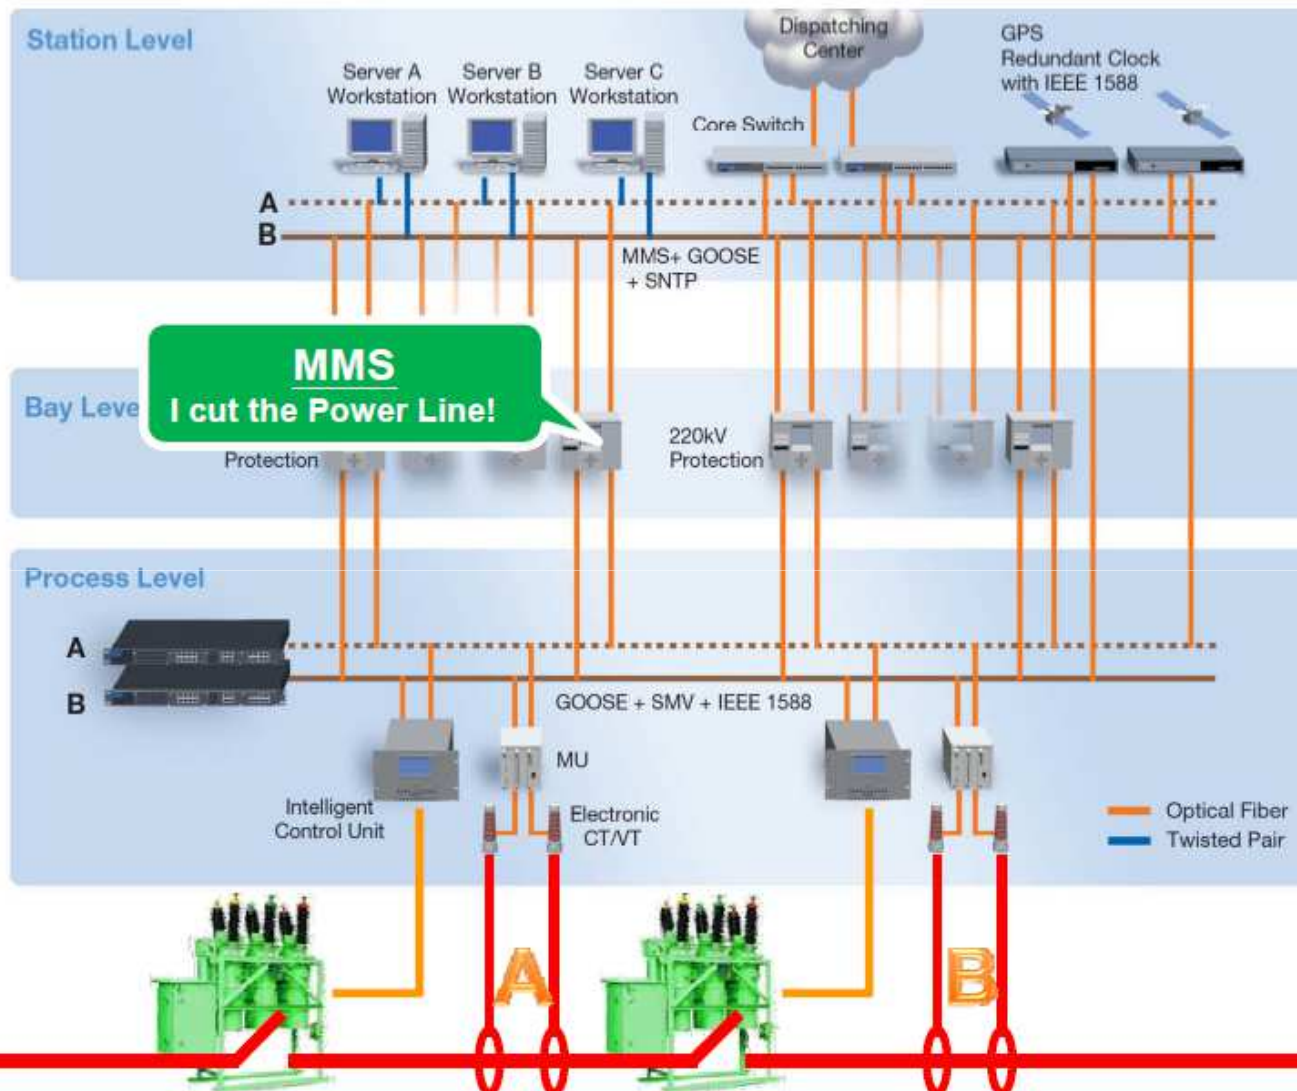 Station Level
Dispatching
Center
GPS
Redundant Clock
with IEEE 1588
Server A
Workstation
Server B
Workstation
Server C
Workstation
Core Switch
A
B
MMS+ GOOSE
+ SNTP
MMS
I cut the Power Line!
Bay Leve
Protection
220kV
Protection
Process Level
A
B
GOOSE + SMV + IEEE 1588
MU
Intelligent
Control Unit
Electronic
CT/VT
Optical Fiber
Twisted Pair
A
B